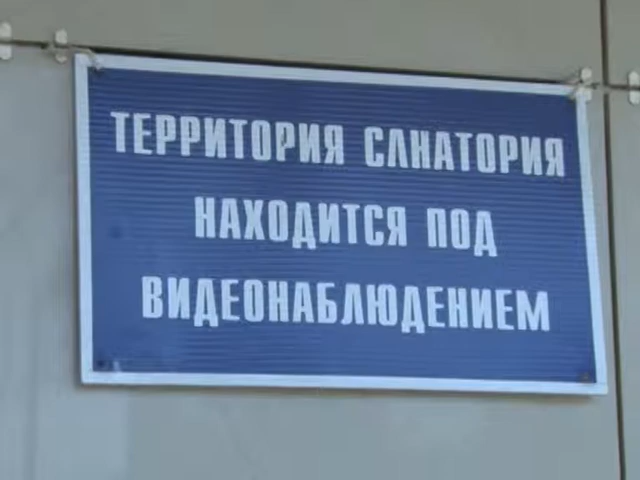 ТЕРРИТОРИЯ САНАТОРИЯ
НАХОДИТСЯ ПОД
ВИДЕОНАБЛЮДЕНИЕМ